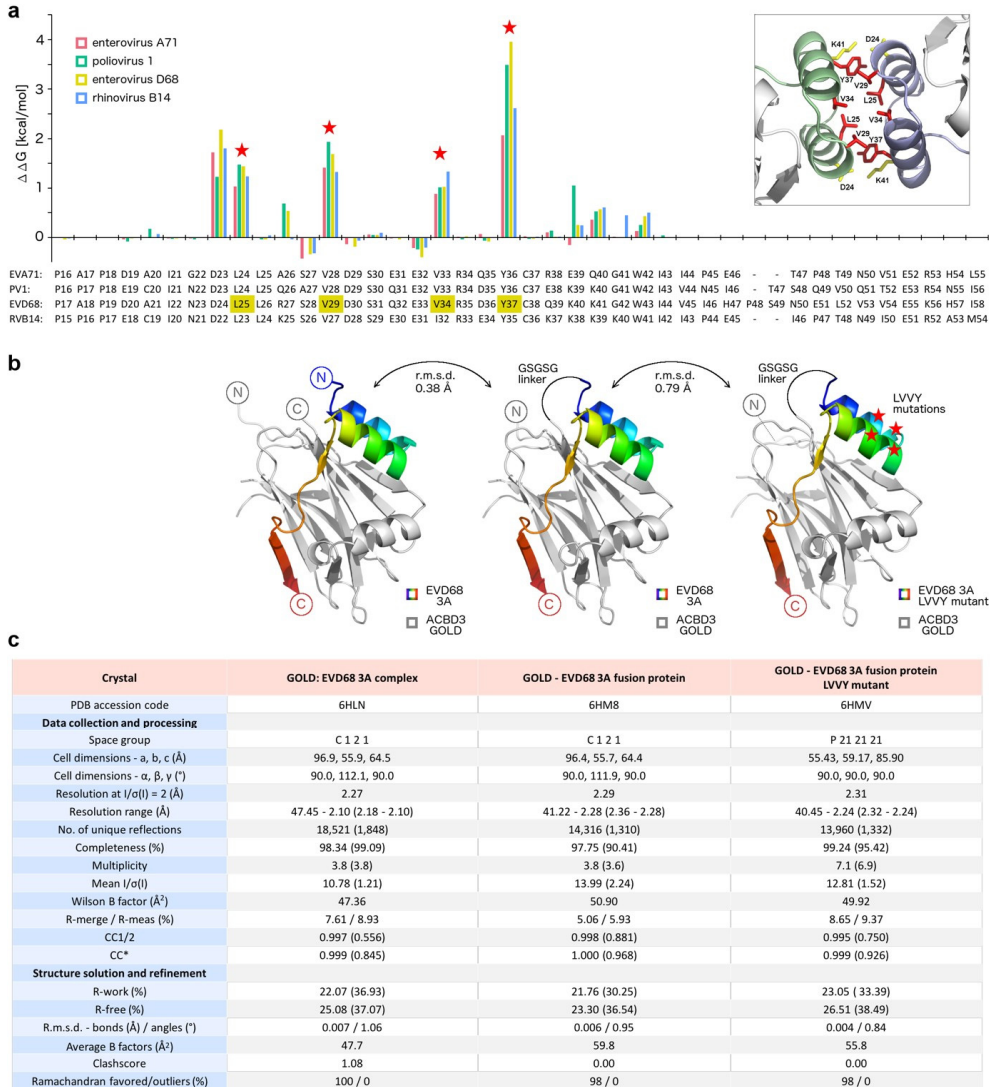 a
4
3
2
1
0
Δ Δ G [kcal/mol]
enterovirus A71
poliovirus 1
enterovirus D68
rhinovirus B14
K41
D24
Y37
V29
L25
V34
V34
L25
V29
Y37
D24
K41
EVA71: P16 A17 P18 D19 A20 I21 G22 D23 L24 L25 Q26 S27 V28 D29 S30 E31 E32 V33 R34 Q35 Y36 C37 R38 E39 Q40 G41 W42 I43 I44 P45 E46 - - T47 P48 T49 N50 V51 E52 R53 H54 L55
PV1: P16 A17 P18 D19 A20 I21 N22 D23 L24 L25 Q26 A27 V28 D29 S30 Q31 E32 V33 R34 D35 Y36 C37 E38 K39 K40 G41 W42 I43 V44 N45 I46 - - T47 S48 Q49 V50 Q51 T52 E53 R54 N55 I56
EVD68: P17 A18 P19 D20 A21 I22 N23 D24 L25 L26 R27 S28 V29 D30 S31 Q32 E33 V34 R35 D36 Y37 C38 Q39 K40 K41 G42 W43 I44 V45 I46 H47 P48 S49 N50 E51 L52 V53 V54 E55 K56 H57 I58
RVB14: P15 P16 P17 E18 C19 I20 N21 D22 L23 L24 K25 S26 V27 D28 S29 E30 E31 I32 R33 E34 Y35 C36 K37 K38 K39 K40 W41 I42 I43 P44 E45 - - I46 P47 T48 N49 I50 E51 R52 A53 M54
b
N
N
C
r.m.s.d.
0.38 Å
GSGSG
linker
N
r.m.s.d.
0.79 Å
GSGSG
linker
N
LVVY
mutations
C
EVD68
3A
ACBD3
GOLD
C
EVD68
3A
ACBD3
GOLD
C
EVD68 3A
LVVY mutant
ACBD3
GOLD
c
Crystal GOLD: EVD68 3A complex GOLD - EVD68 3A fusion protein GOLD - EVD68 3A fusion protein LVVY mutant
PDB accession code 6HLN 6HM8 6HMV
Data collection and processing
Space group C 1 2 1 C 1 2 1 P 21 21 21
Cell dimensions - a, b, c (Å) 96.9, 55.9, 64.5 96.4, 55.7, 64.4 55.43, 59.17, 85.90
Cell dimensions - α, β, γ (°) 90.0, 112.1, 90.0 90.0, 111.9, 90.0 90.0, 90.0, 90.0
Resolution at I/σ(I) = 2 (Å) 2.27 2.29 2.31
Resolution range (Å) 47.45 - 2.10 (2.18 - 2.10) 41.22 - 2.28 (2.36 - 2.28) 40.45 - 2.24 (2.32 - 2.24)
No. of unique reflections 18,521 (1,848) 14,316 (1,310) 13,960 (1,332)
Completeness (%) 98.34 (99.09) 97.75 (90.41) 99.24 (95.42)
Multiplicity 3.8 (3.8) 3.8 (3.6) 7.1 (6.9)
Mean I/σ(I) 10.78 (1.21) 13.99 (2.24) 12.81 (1.52)
Wilson B factor (Å²) 47.36 50.90 49.92
R-merge / R-meas (%) 7.61 / 8.93 5.06 / 5.93 8.65 / 9.37
CC1/2 0.997 (0.556) 0.998 (0.881) 0.995 (0.750)
CC* 0.999 (0.845) 1.000 (0.968) 0.999 (0.926)
Structure solution and refinement
R-work (%) 22.07 (36.93) 21.76 (30.25) 23.05 ( 33.39)
R-free (%) 25.08 (37.07) 23.30 (36.54) 26.51 (38.49)
R.m.s.d. - bonds (Å) / angles (°) 0.007 / 1.06 0.006 / 0.95 0.004 / 0.84
Average B factors (Å²) 47.7 59.8 55.8
Clashscore 1.08 0.00 0.00
Ramachandran favored/outliers (%) 100 / 0 98 / 0 98 / 0